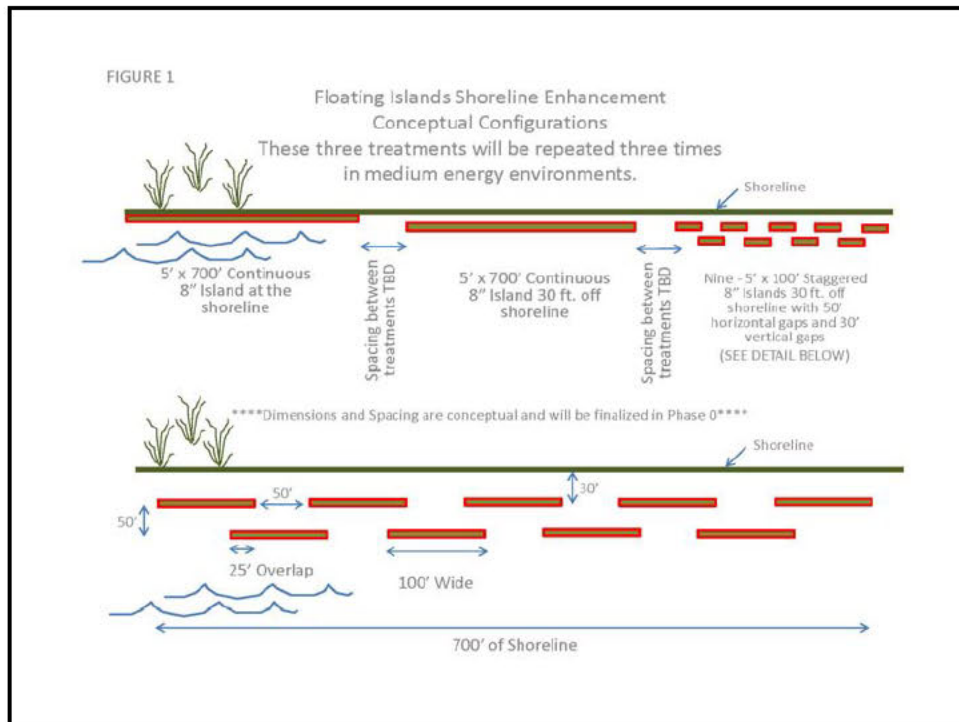 FIGURE 1
Floating Islands Shoreline Enhancement
Conceptual Configurations
These three treatments will be repeated three times
in medium energy environments.
Shoreline
5' x 700' Continuous
8" Island at the
shoreline
Spacing between
treatments TBD
5' x 700' Continuous
8" Island 30 ft. off
shoreline
Spacing between
treatments TBD
Nine - 5' x 100' Staggered
8" Islands 30 ft. off
shoreline with 50'
horizontal gaps and 30'
vertical gaps
(SEE DETAIL BELOW)
****Dimensions and Spacing are conceptual and will be finalized in Phase 0****
Shoreline
50'
30'
50'
25' Overlap
100' Wide
700' of Shoreline